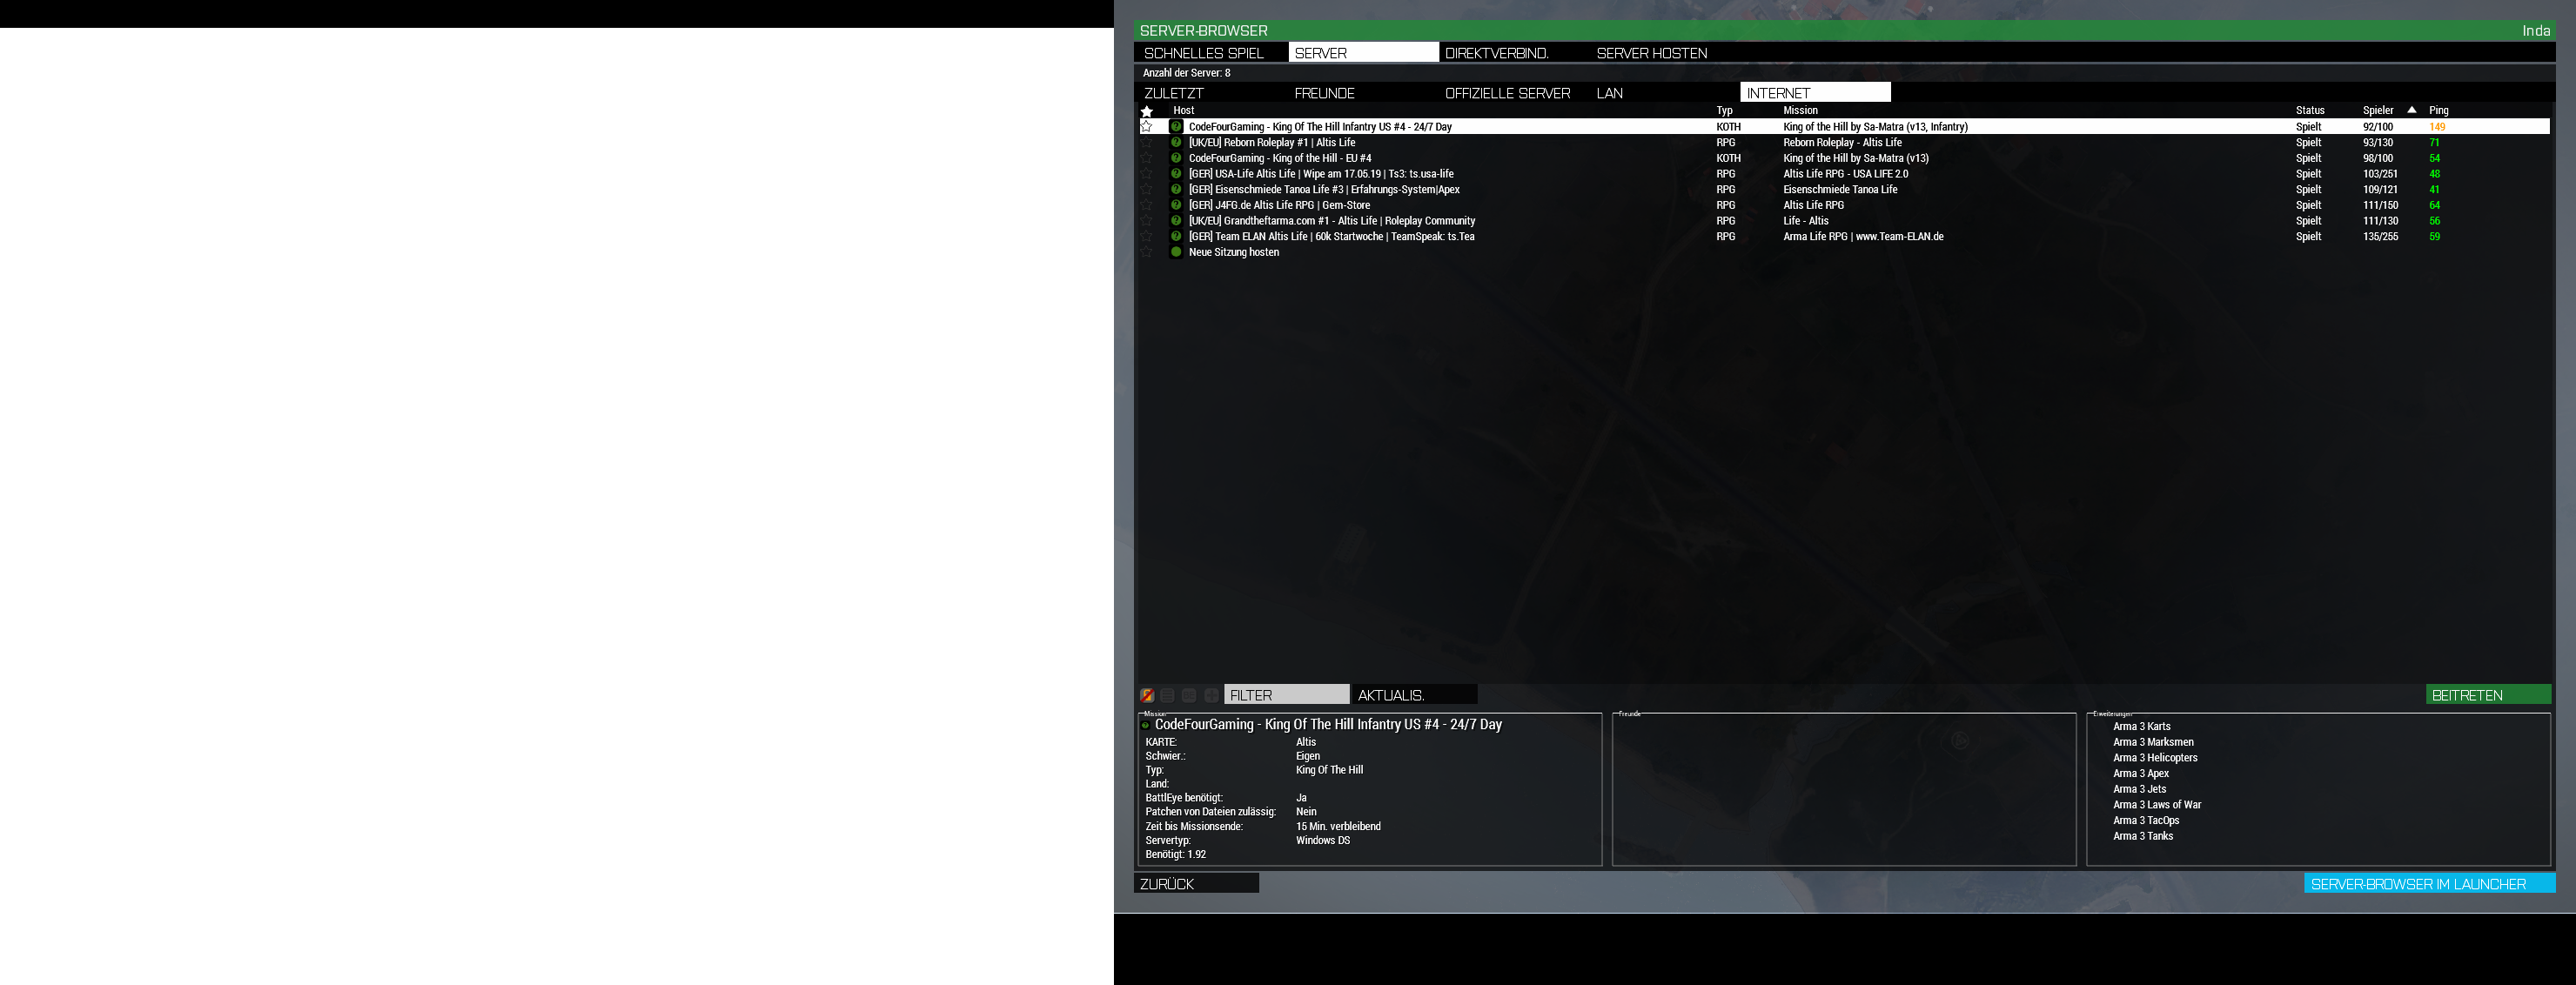 SERVER-BROWSER Inda
SCHNELLES SPIEL SERVER DIREKTVERBIND. SERVER HOSTEN
Anzahl der Server: 8
ZULETZT FREUNDE OFFIZIELLE SERVER LAN INTERNET
Host Typ Mission Status Spieler Ping
CodeFourGaming - King Of The Hill Infantry US #4 - 24/7 Day KOTH King of the Hill by Sa-Matra (v13, Infantry) Spielt 92/100 149
[UK/EU] Reborn Roleplay #1 | Altis Life RPG Reborn Roleplay - Altis Life Spielt 93/130 71
CodeFourGaming - King of the Hill - EU #4 KOTH King of the Hill by Sa-Matra (v13) Spielt 98/100 54
[GER] USA-Life Altis Life | Wipe am 17.05.19 | Ts3: ts.usa-life RPG Altis Life RPG - USA LIFE 2.0 Spielt 103/251 48
[GER] Eisenschmiede Tanoa Life #3 | Erfahrungs-System|Apex RPG Eisenschmiede Tanoa Life Spielt 109/121 41
[GER] J4FG.de Altis Life RPG | Gem-Store RPG Altis Life RPG Spielt 111/150 64
[UK/EU] Grandtheftarma.com #1 - Altis Life | Roleplay Community RPG Life - Altis Spielt 111/130 56
[GER] Team ELAN Altis Life | 60k Startwoche | TeamSpeak: ts.Tea RPG Arma Life RPG | www.Team-ELAN.de Spielt 135/255 59
Neue Sitzung hosten
FILTER AKTUALIS. BEITRETEN
Mission Freunde Erweiterungen
CodeFourGaming - King Of The Hill Infantry US #4 - 24/7 Day
KARTE: Altis
Schwier.: Eigen
Typ: King Of The Hill
Land:
BattlEye benötigt: Ja
Patchen von Dateien zulässig: Nein
Zeit bis Missionsende: 15 Min. verbleibend
Servertyp: Windows DS
Benötigt: 1.92
Arma 3 Karts
Arma 3 Marksmen
Arma 3 Helicopters
Arma 3 Apex
Arma 3 Jets
Arma 3 Laws of War
Arma 3 TacOps
Arma 3 Tanks
ZURÜCK SERVER-BROWSER IM LAUNCHER